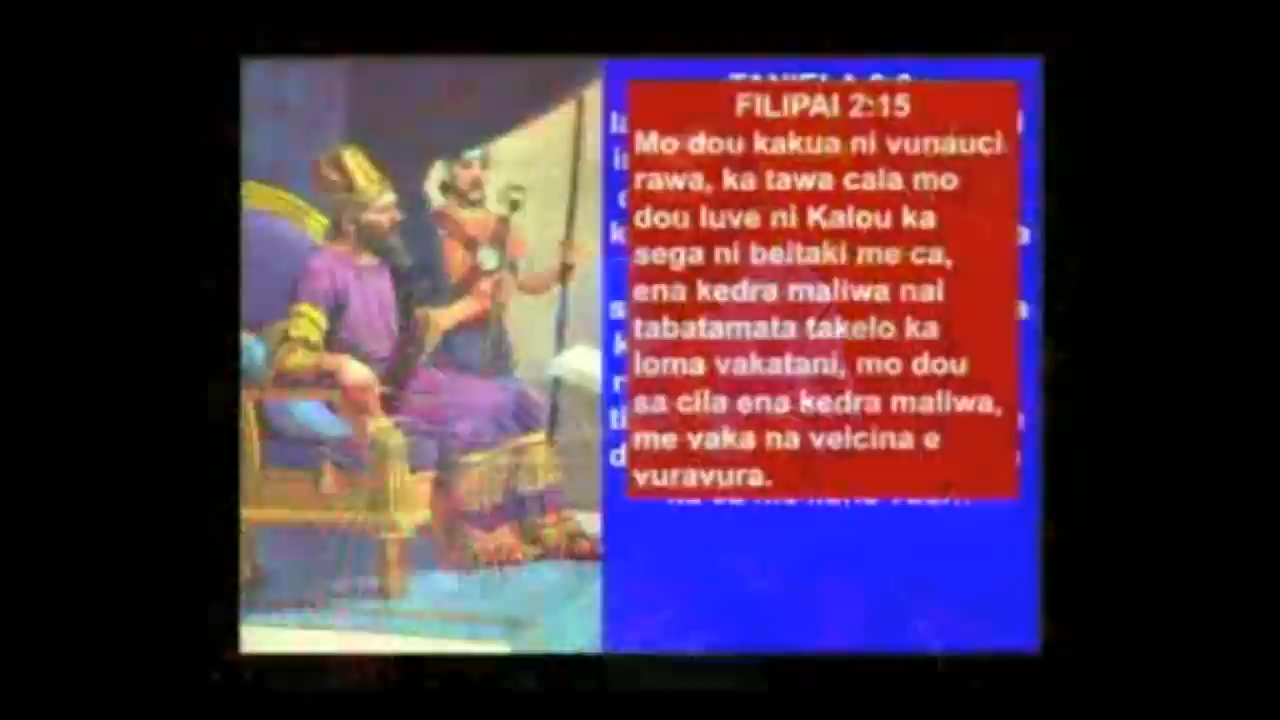 FILIPAI 2:15
Mo dou kakua ni vunauci
rawa, ka tawa cala mo
dou luve ni Kalou ka
sega ni beitaki me ca,
ena kedra maliwa nai
tabatamata takelo ka
loma vakatani, mo dou
sa cila ena kedra maliwa,
me vaka na veicina e
vuravura.